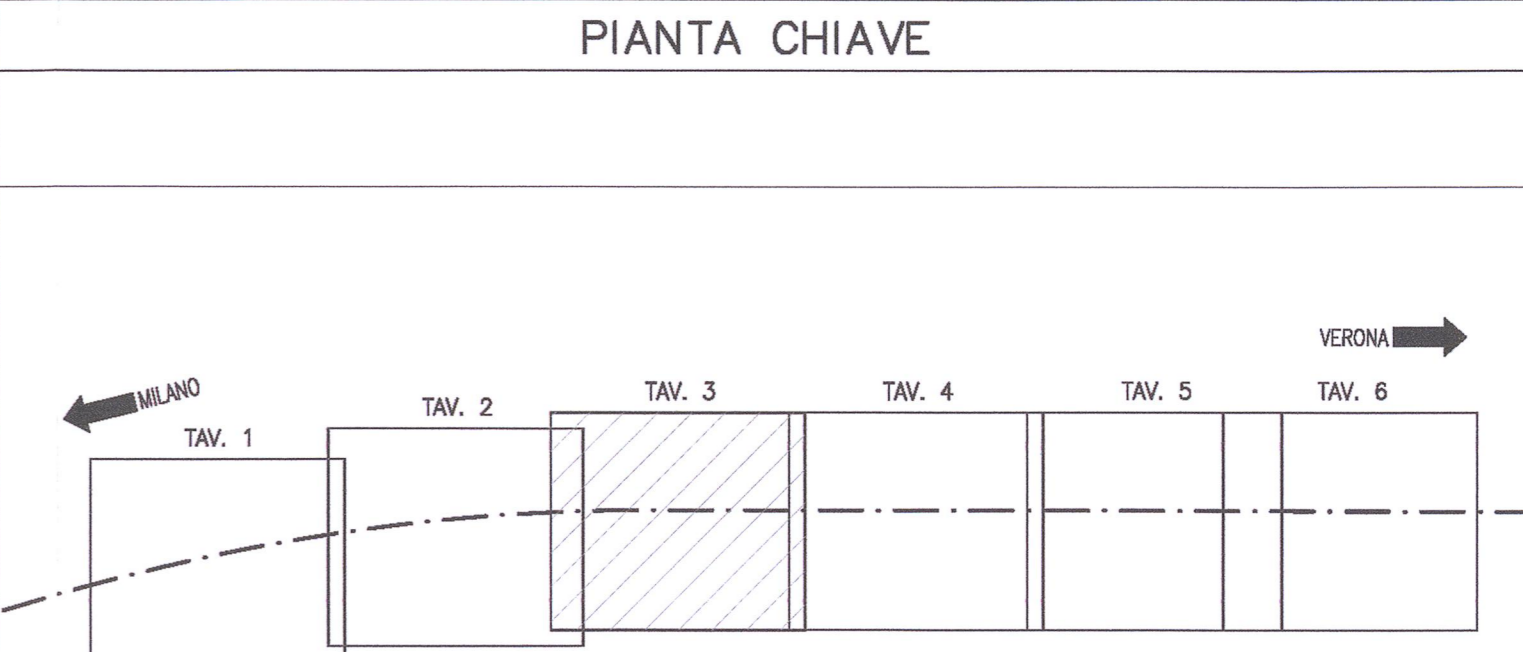 PIANTA CHIAVE
VERONA
MILANO
TAV. 1
TAV. 2
TAV. 3
TAV. 4
TAV. 5
TAV. 6